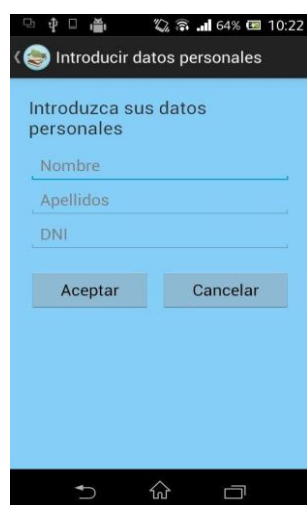 64% 10:22
Introducir datos personales
Introduzca sus datos
personales
Nombre
Apellidos
DNI
Aceptar Cancelar